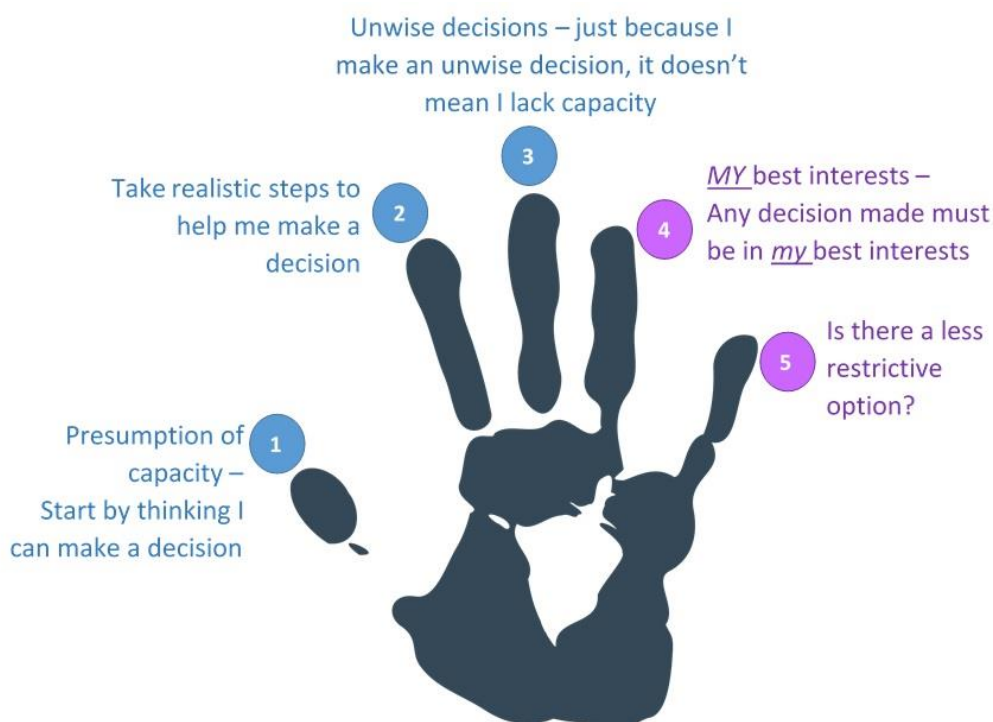 1
Presumption of
capacity –
Start by thinking I
can make a decision
2
Take realistic steps to
help me make a
decision
3
Unwise decisions – just because I
make an unwise decision, it doesn’t
mean I lack capacity
4
MY best interests –
Any decision made must
be in my best interests
5
Is there a less
restrictive
option?